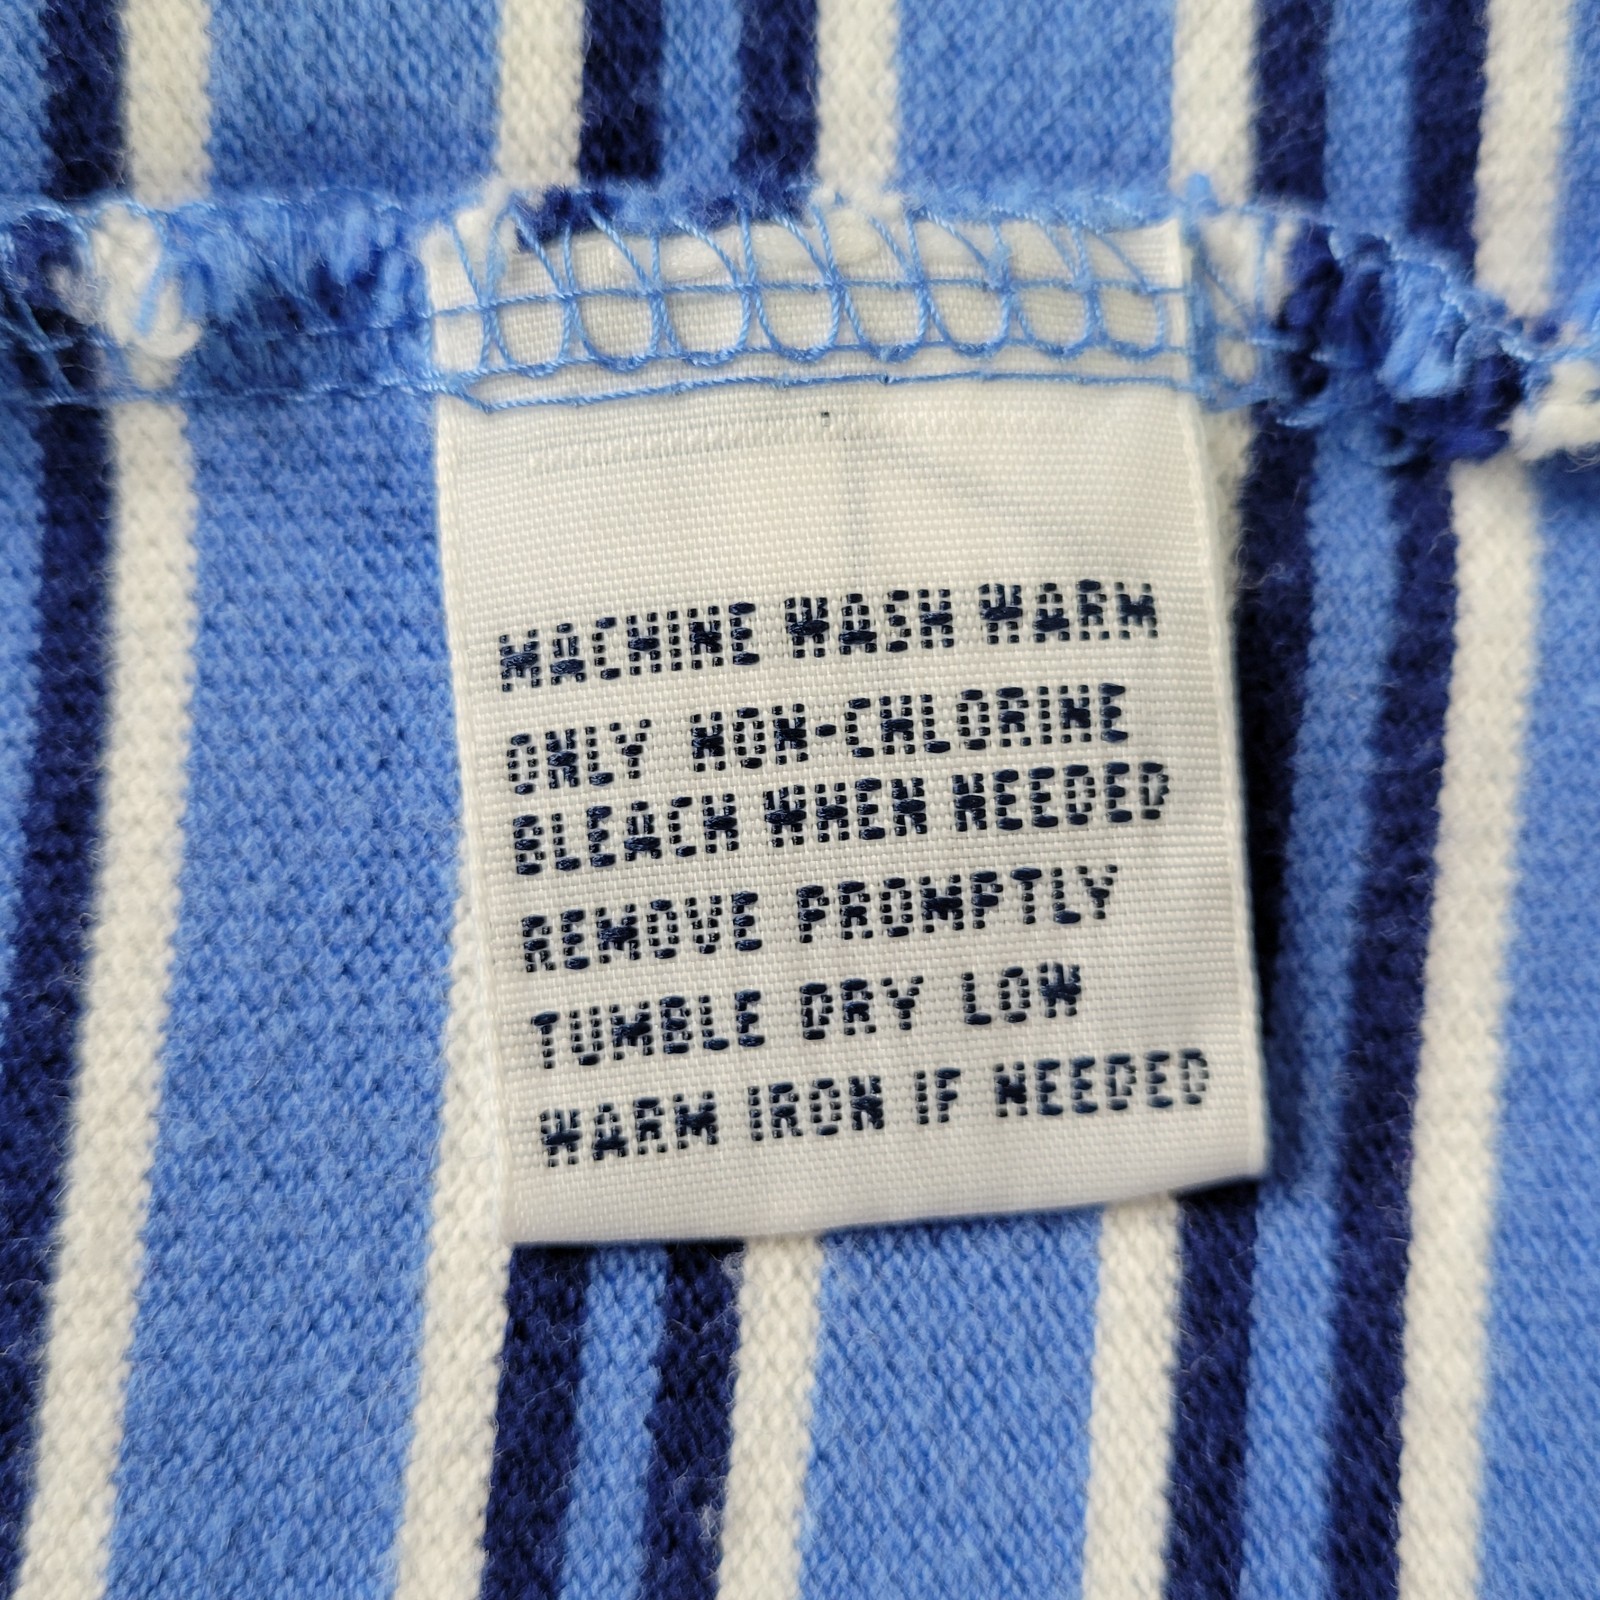 MACHINE WASH WARM
ONLY NON-CHLORINE
BLEACH WHEN NEEDED
REMOVE PROMPTLY
TUMBLE DRY LOW
WARM IRON IF NEEDED